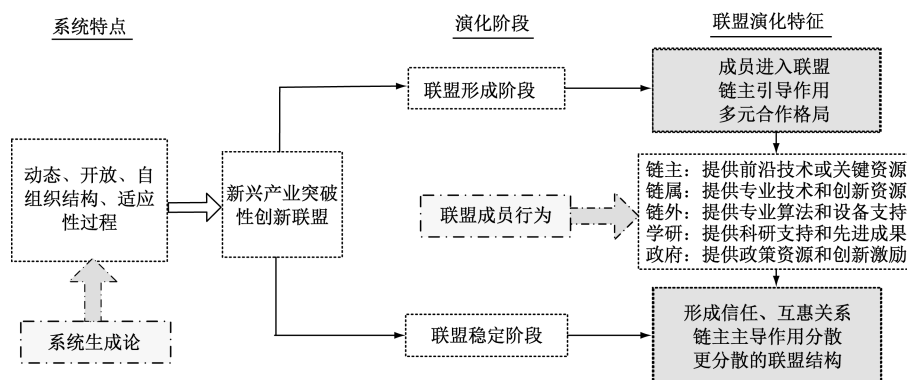 系统特点
演化阶段
联盟演化特征
联盟形成阶段
成员进入联盟
链主引导作用
多元合作格局
动态、开放、自
组织结构、适应
性过程
新兴产业突破
性创新联盟
联盟成员行为
链主：提供前沿技术或关键资源
链属：提供专业技术和创新资源
链外：提供专业算法和设备支持
学研：提供科研支持和先进成果
政府：提供政策资源和创新激励
系统生成论
联盟稳定阶段
形成信任、互惠关系
链主主导作用分散
更分散的联盟结构